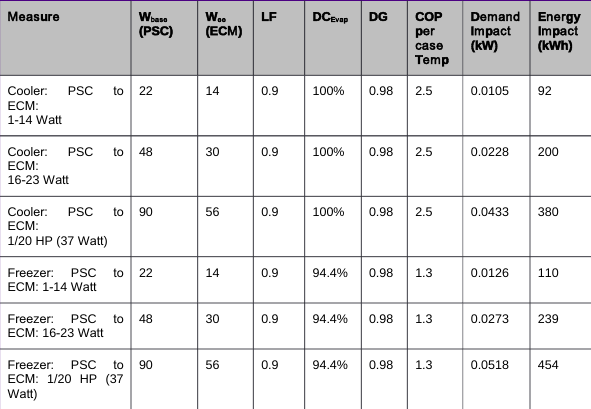 Measure W_base (PSC) W_ee (ECM) LF DC_Evap DG COP per case Temp Demand Impact (kW) Energy Impact (kWh)
Cooler: PSC to ECM: 1-14 Watt 22 14 0.9 100% 0.98 2.5 0.0105 92
Cooler: PSC to ECM: 16-23 Watt 48 30 0.9 100% 0.98 2.5 0.0228 200
Cooler: PSC to ECM: 1/20 HP (37 Watt) 90 56 0.9 100% 0.98 2.5 0.0433 380
Freezer: PSC to ECM: 1-14 Watt 22 14 0.9 94.4% 0.98 1.3 0.0126 110
Freezer: PSC to ECM: 16-23 Watt 48 30 0.9 94.4% 0.98 1.3 0.0273 239
Freezer: PSC to ECM: 1/20 HP (37 Watt) 90 56 0.9 94.4% 0.98 1.3 0.0518 454